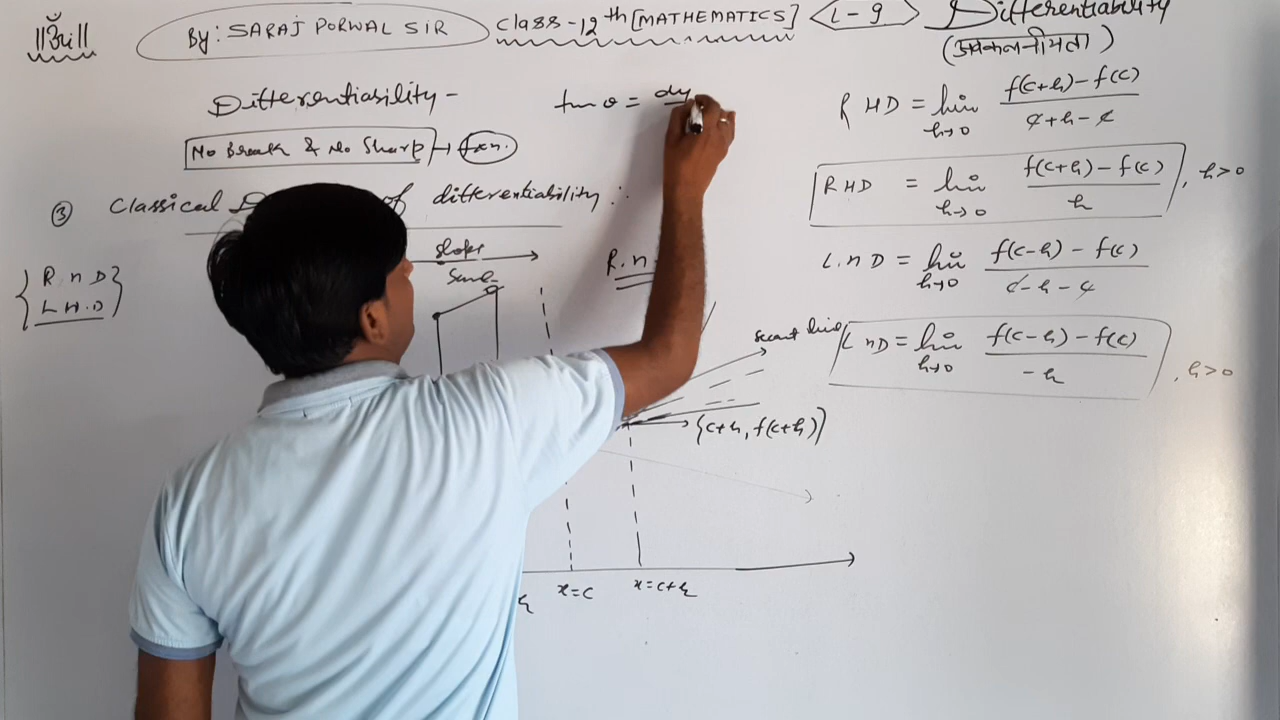 ॥ॐ॥
By: SARAJ PORWAL SIR
Class-12th [MATHEMATICS]
L-9
Differentiability
(अवकलनीयता)
Differentiability -
No Break & No Sharp → fxn.
③ Classical of differentiability :
{ R.H.D
L.H.D }
slope
R.H
tan θ = dy
secant line
{c+h, f(c+h)}
x=c
x=c+h
RHD = lim h→0 f(c+h) - f(c) / c+h-c
RHD = lim h→0 f(c+h) - f(c) / h , h>0
L.H.D = lim h→0 f(c-h) - f(c) / c-h-c
LHD = lim h→0 f(c-h) - f(c) / -h , h>0